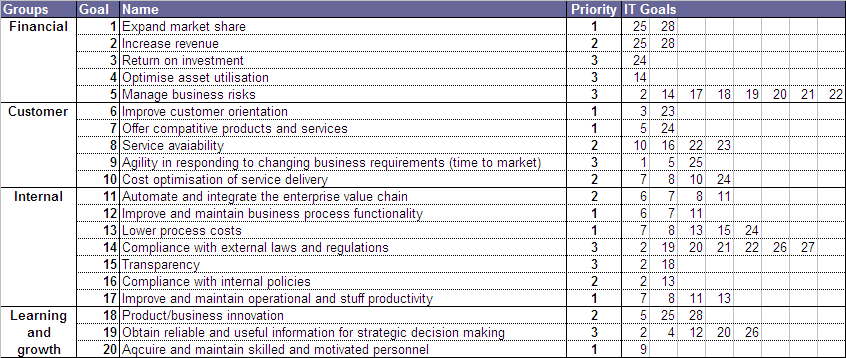 Groups Goal Name Priority IT Goals
Financial 1 Expand market share 1 25 28
2 Increase revenue 2 25 28
3 Return on investment 3 24
4 Optimise asset utilisation 3 14
5 Manage business risks 3 2 14 17 18 19 20 21 22
Customer 6 Improve customer orientation 1 3 23
7 Offer compatitive products and services 1 5 24
8 Service avaiability 2 10 16 22 23
9 Agility in responding to changing business requirements (time to market) 3 1 5 25
10 Cost optimisation of service delivery 2 7 8 10 24
Internal 11 Automate and integrate the enterprise value chain 2 6 7 8 11
12 Improve and maintain business process functionality 1 6 7 11
13 Lower process costs 1 7 8 13 15 24
14 Compliance with external laws and regulations 3 2 19 20 21 22 26 27
15 Transparency 3 2 18
16 Compliance with internal policies 2 2 13
17 Improve and maintain operational and stuff productivity 1 7 8 11 13
Learning 18 Product/business innovation 2 5 25 28
and 19 Obtain reliable and useful information for strategic decision making 3 2 4 12 20 26
growth 20 Aqcuire and maintain skilled and motivated personnel 1 9